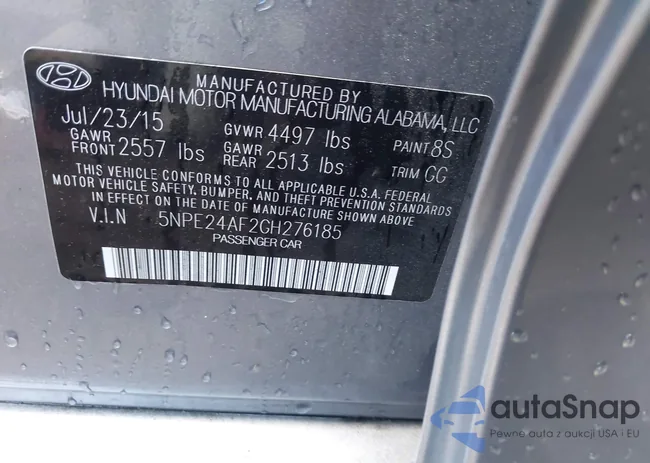 MANUFACTURED BY
HYUNDAI MOTOR MANUFACTURING ALABAMA, LLC
Jul/23/15 GVWR 4497 lbs PAINT 8S
GAWR FRONT 2557 lbs GAWR REAR 2513 lbs TRIM GG
THIS VEHICLE CONFORMS TO ALL APPLICABLE U.S.A. FEDERAL
MOTOR VEHICLE SAFETY, BUMPER, AND THEFT PREVENTION STANDARDS
IN EFFECT ON THE DATE OF MANUFACTURE SHOWN ABOVE
V.I.N 5NPE24AF2GH276185
PASSENGER CAR
autaSnap
Pewne auta z aukcji USA i EU